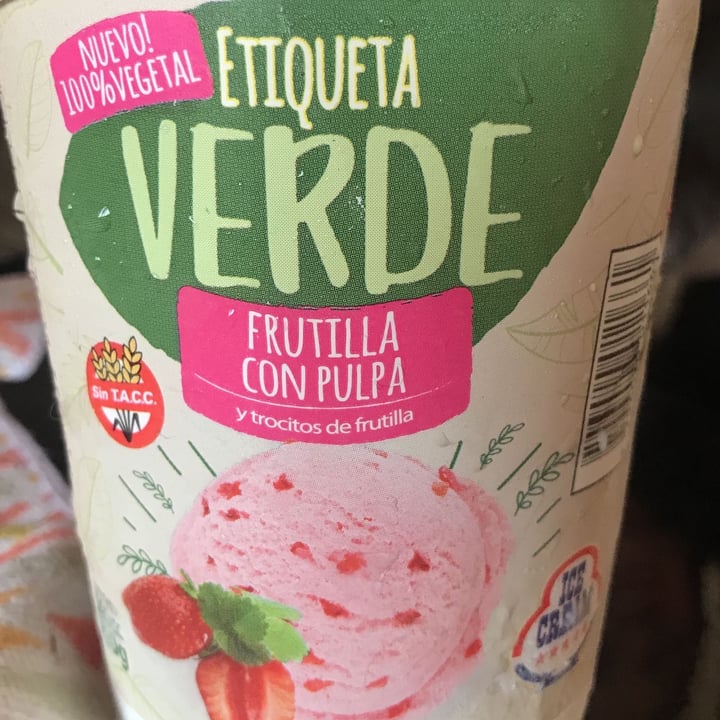 NUEVO!
100% VEGETAL
ETIQUETA
VERDE
FRUTILLA
CON PULPA
y trocitos de frutilla
Sin T.A.C.C.
ICE
CREAM